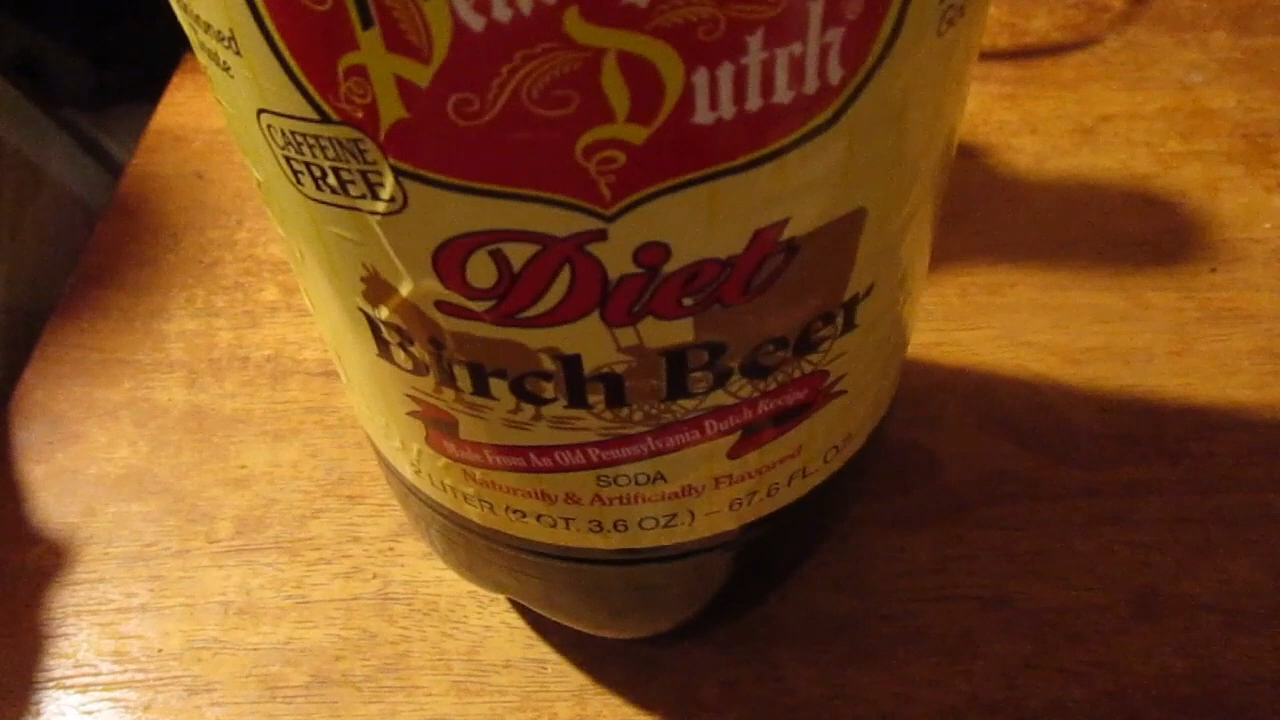 Dutch
CAFFEINE
FREE
Diet
Birch Beer
Made From An Old Pennsylvania Dutch Recipe
SODA
Naturally & Artificially Flavored
2 LITER (2 QT. 3.6 OZ.) – 67.6 FL. OZ.